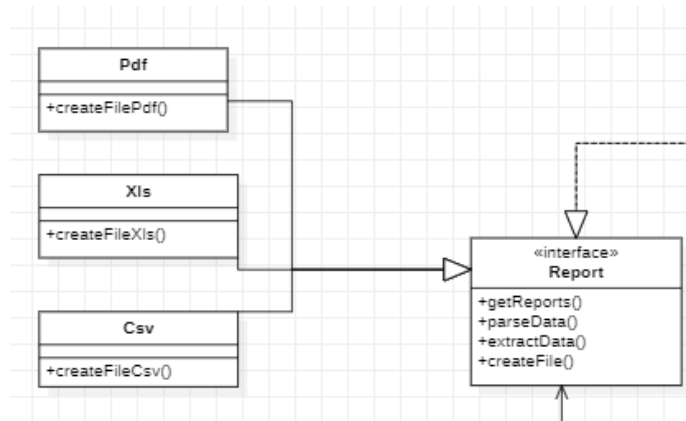 Pdf
+createFilePdf()
Xls
+createFileXls()
Csv
+createFileCsv()
«interface»
Report
+getReports()
+parseData()
+extractData()
+createFile()